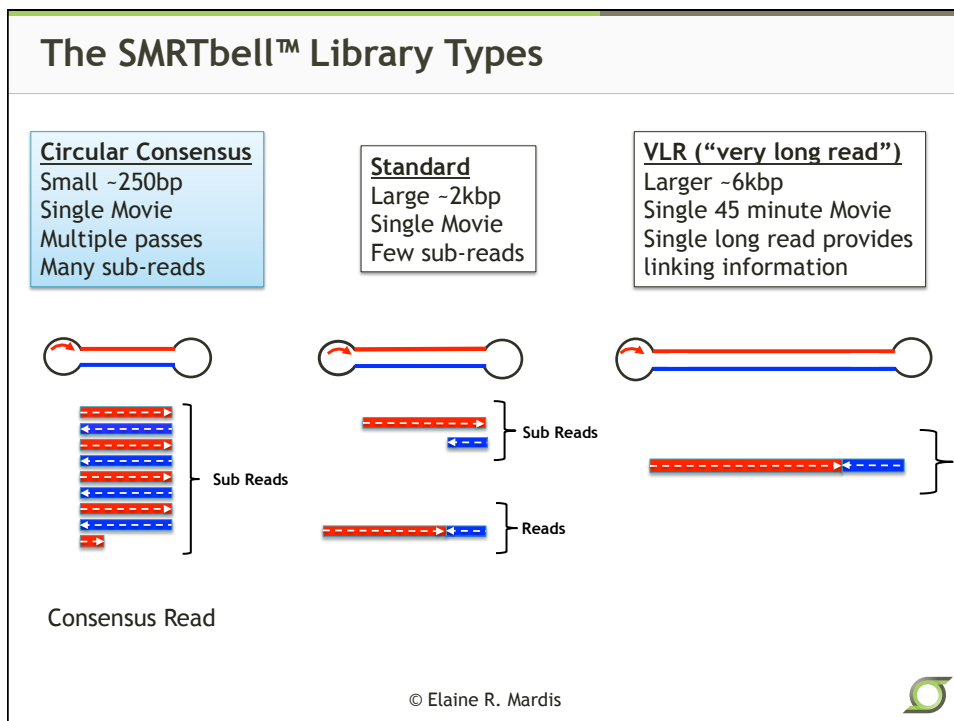 The SMRTbell™ Library Types
Circular Consensus
Small ~250bp
Single Movie
Multiple passes
Many sub-reads
Standard
Large ~2kbp
Single Movie
Few sub-reads
VLR (“very long read”)
Larger ~6kbp
Single 45 minute Movie
Single long read provides
linking information
Sub Reads
Sub Reads
Reads
Consensus Read
© Elaine R. Mardis